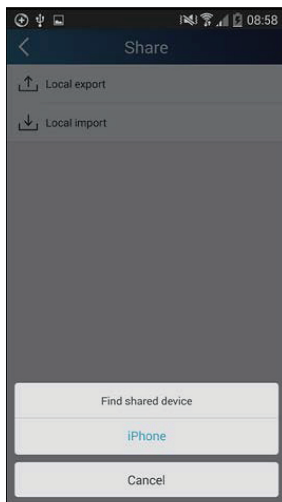 08:58
Share
Local export
Local import
Find shared device
iPhone
Cancel